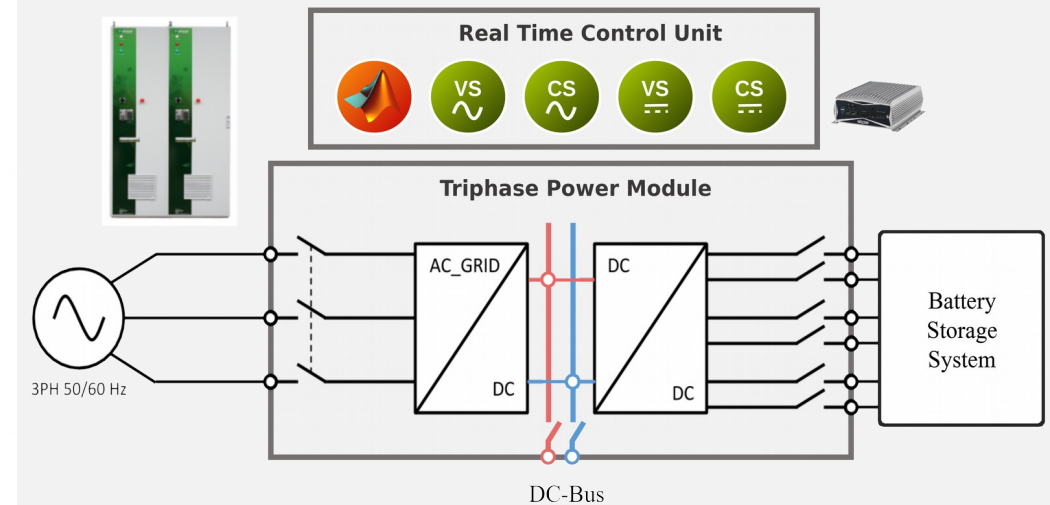 Real Time Control Unit
VS
CS
VS
CS
Triphase Power Module
AC_GRID
DC
DC
DC
3PH 50/60 Hz
Battery
Storage
System
DC-Bus